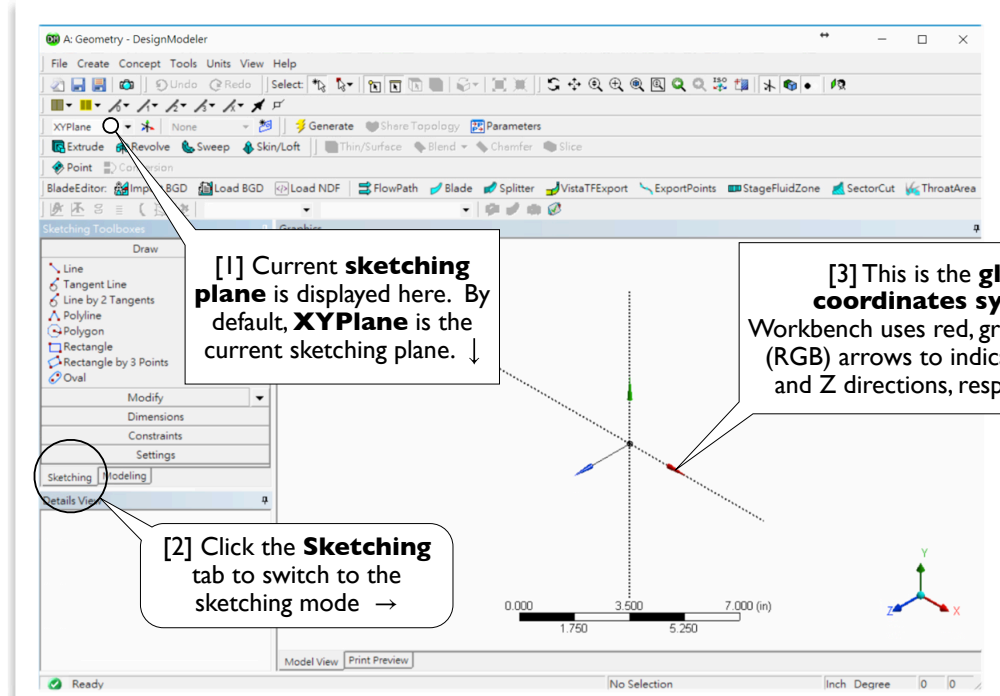 A: Geometry - DesignModeler
File Create Concept Tools Units View Help
Undo Redo Select:
XYPlane None Generate Share Topology Parameters
Extrude Revolve Sweep Skin/Loft Thin/Surface Blend Chamfer Slice
Point Conversion
BladeEditor: BGD Load BGD Load NDF FlowPath Blade Splitter VistaTFExport ExportPoints StageFluidZone SectorCut ThroatArea
Sketching Toolboxes Graphics
Draw
Line
Tangent Line
Line by 2 Tangents
Polyline
Polygon
Rectangle
Rectangle by 3 Points
Oval
Modify
Dimensions
Constraints
Settings
Sketching Modeling
Details View
[1] Current sketching
plane is displayed here. By
default, XYPlane is the
current sketching plane. ↓
[3] This is the gl
coordinates sy
Workbench uses red, gr
(RGB) arrows to indic
and Z directions, resp
[2] Click the Sketching
tab to switch to the
sketching mode →
0.000 3.500 7.000 (in)
1.750 5.250
Y
Z X
Model View Print Preview
Ready No Selection Inch Degree 0 0